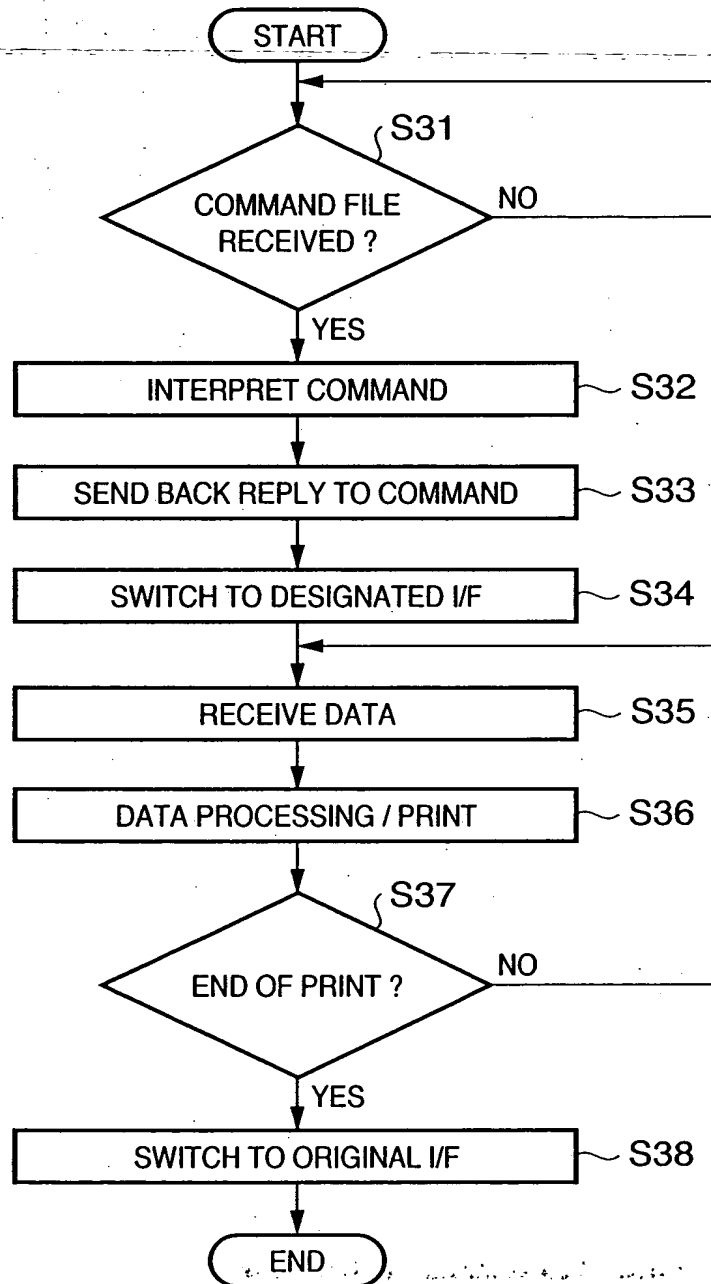 START
S31
COMMAND FILE
RECEIVED ?
NO
YES
INTERPRET COMMAND
S32
SEND BACK REPLY TO COMMAND
S33
SWITCH TO DESIGNATED I/F
S34
RECEIVE DATA
S35
DATA PROCESSING / PRINT
S36
S37
END OF PRINT ?
NO
YES
SWITCH TO ORIGINAL I/F
S38
END